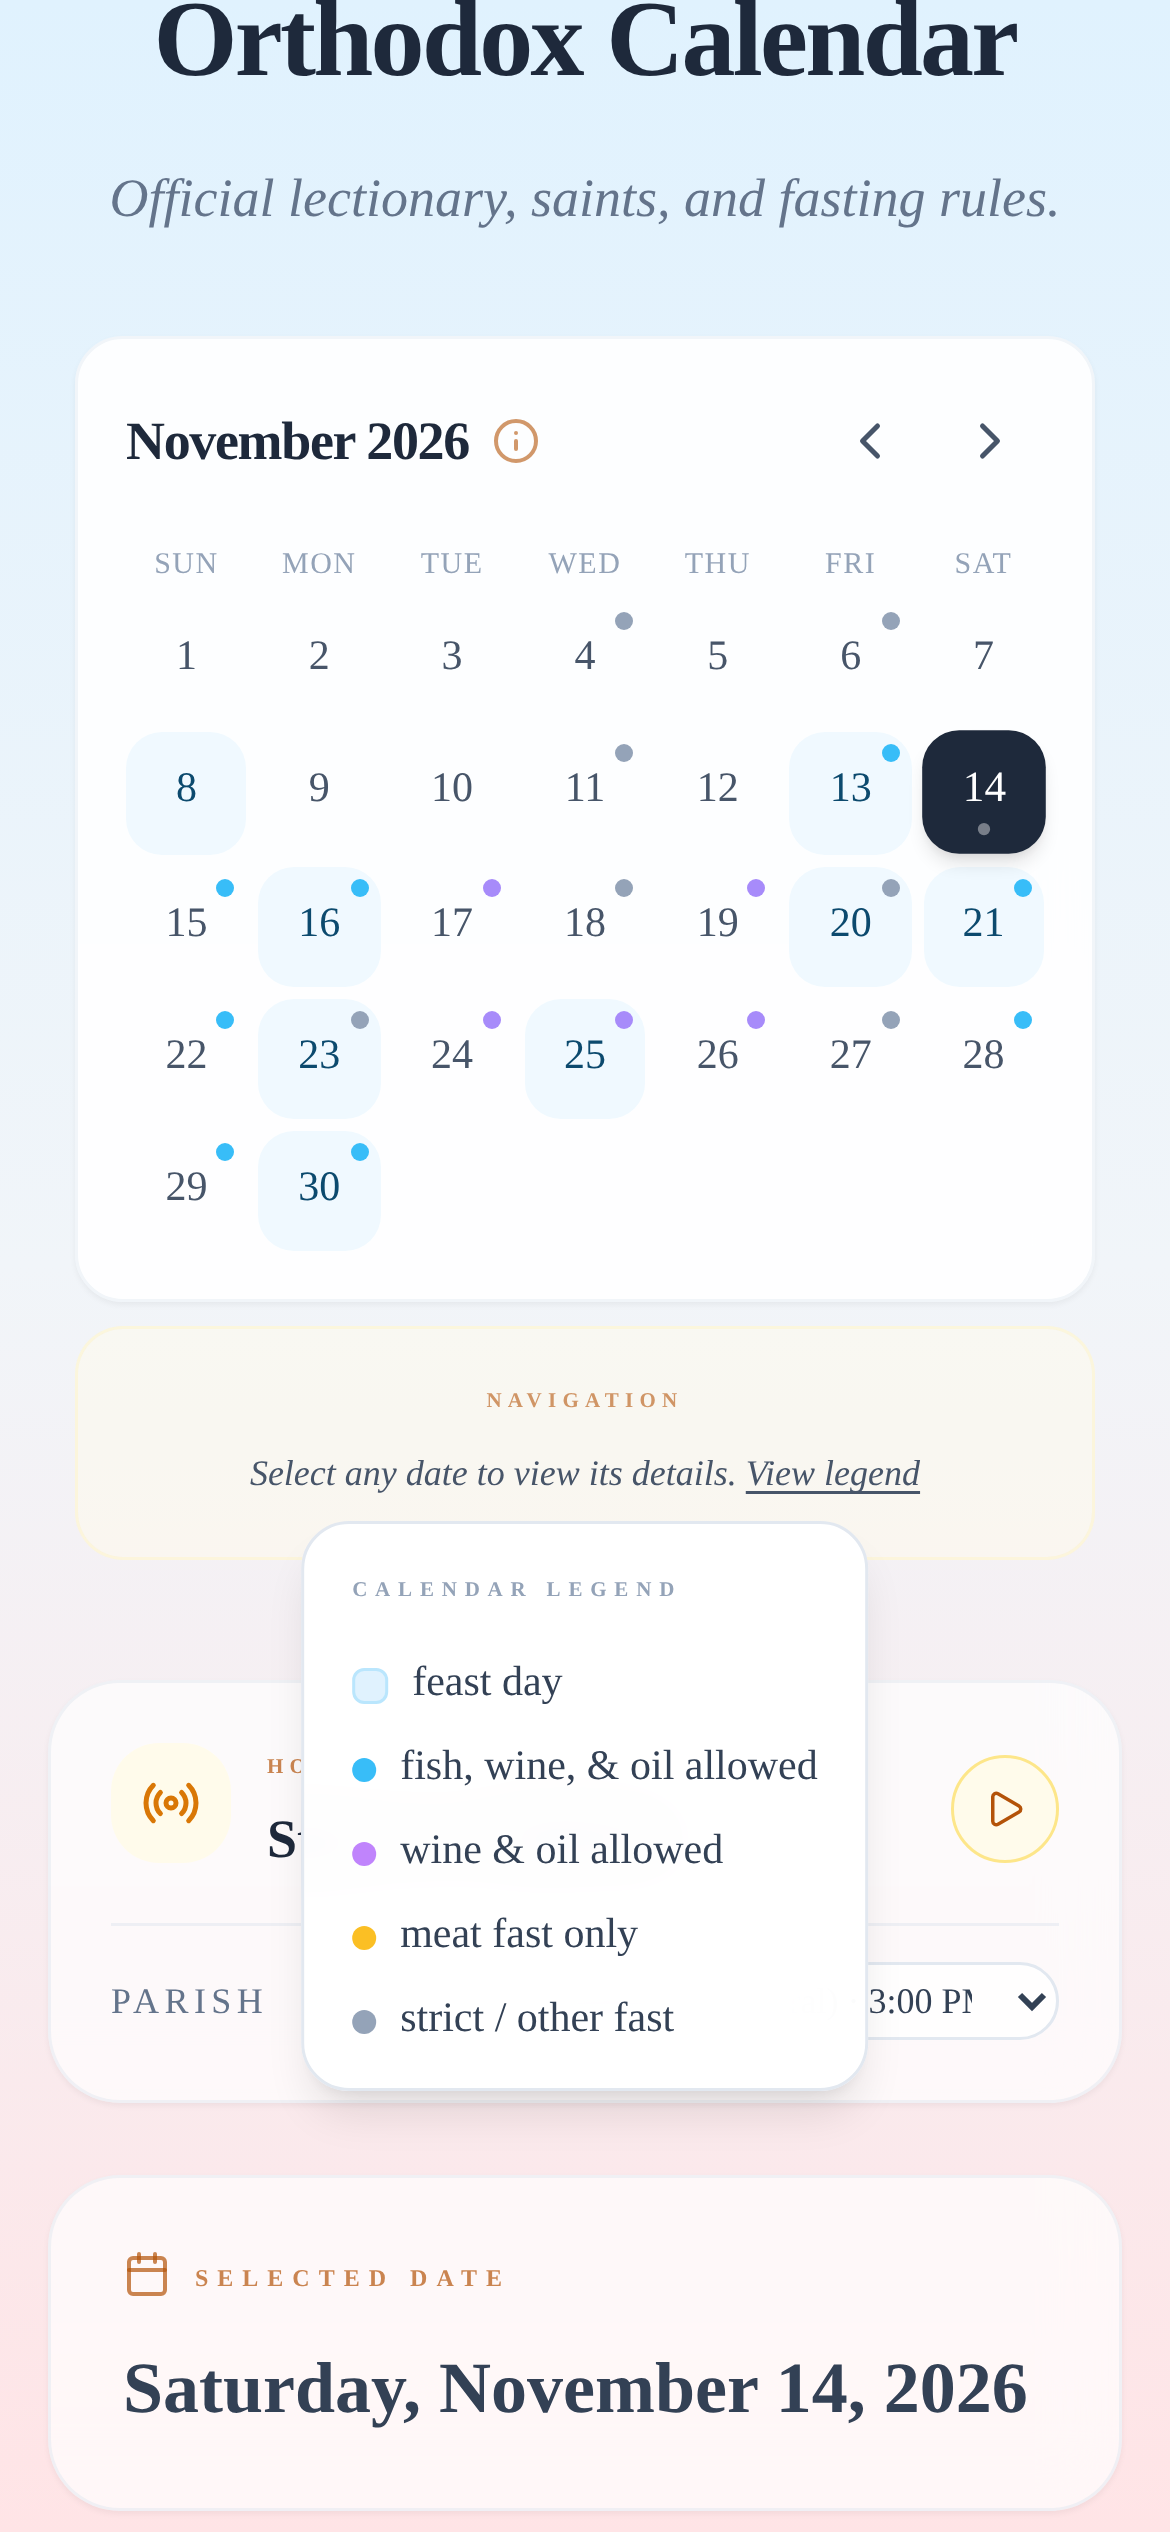 Orthodox Calendar
Official lectionary, saints, and fasting rules.
November 2026
SUN MON TUE WED THU FRI SAT
1 2 3 4 5 6 7
8 9 10 11 12 13 14
15 16 17 18 19 20 21
22 23 24 25 26 27 28
29 30
NAVIGATION
Select any date to view its details. View legend
CALENDAR LEGEND
feast day
fish, wine, & oil allowed
wine & oil allowed
meat fast only
strict / other fast
PARISH
3:00 PM
SELECTED DATE
Saturday, November 14, 2026